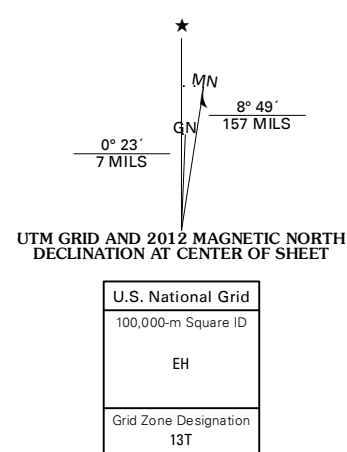 ★
MN
8° 49´
157 MILS
GN
0° 23´
7 MILS
UTM GRID AND 2012 MAGNETIC NORTH
DECLINATION AT CENTER OF SHEET
U.S. National Grid
100,000-m Square ID
EH
Grid Zone Designation
13T